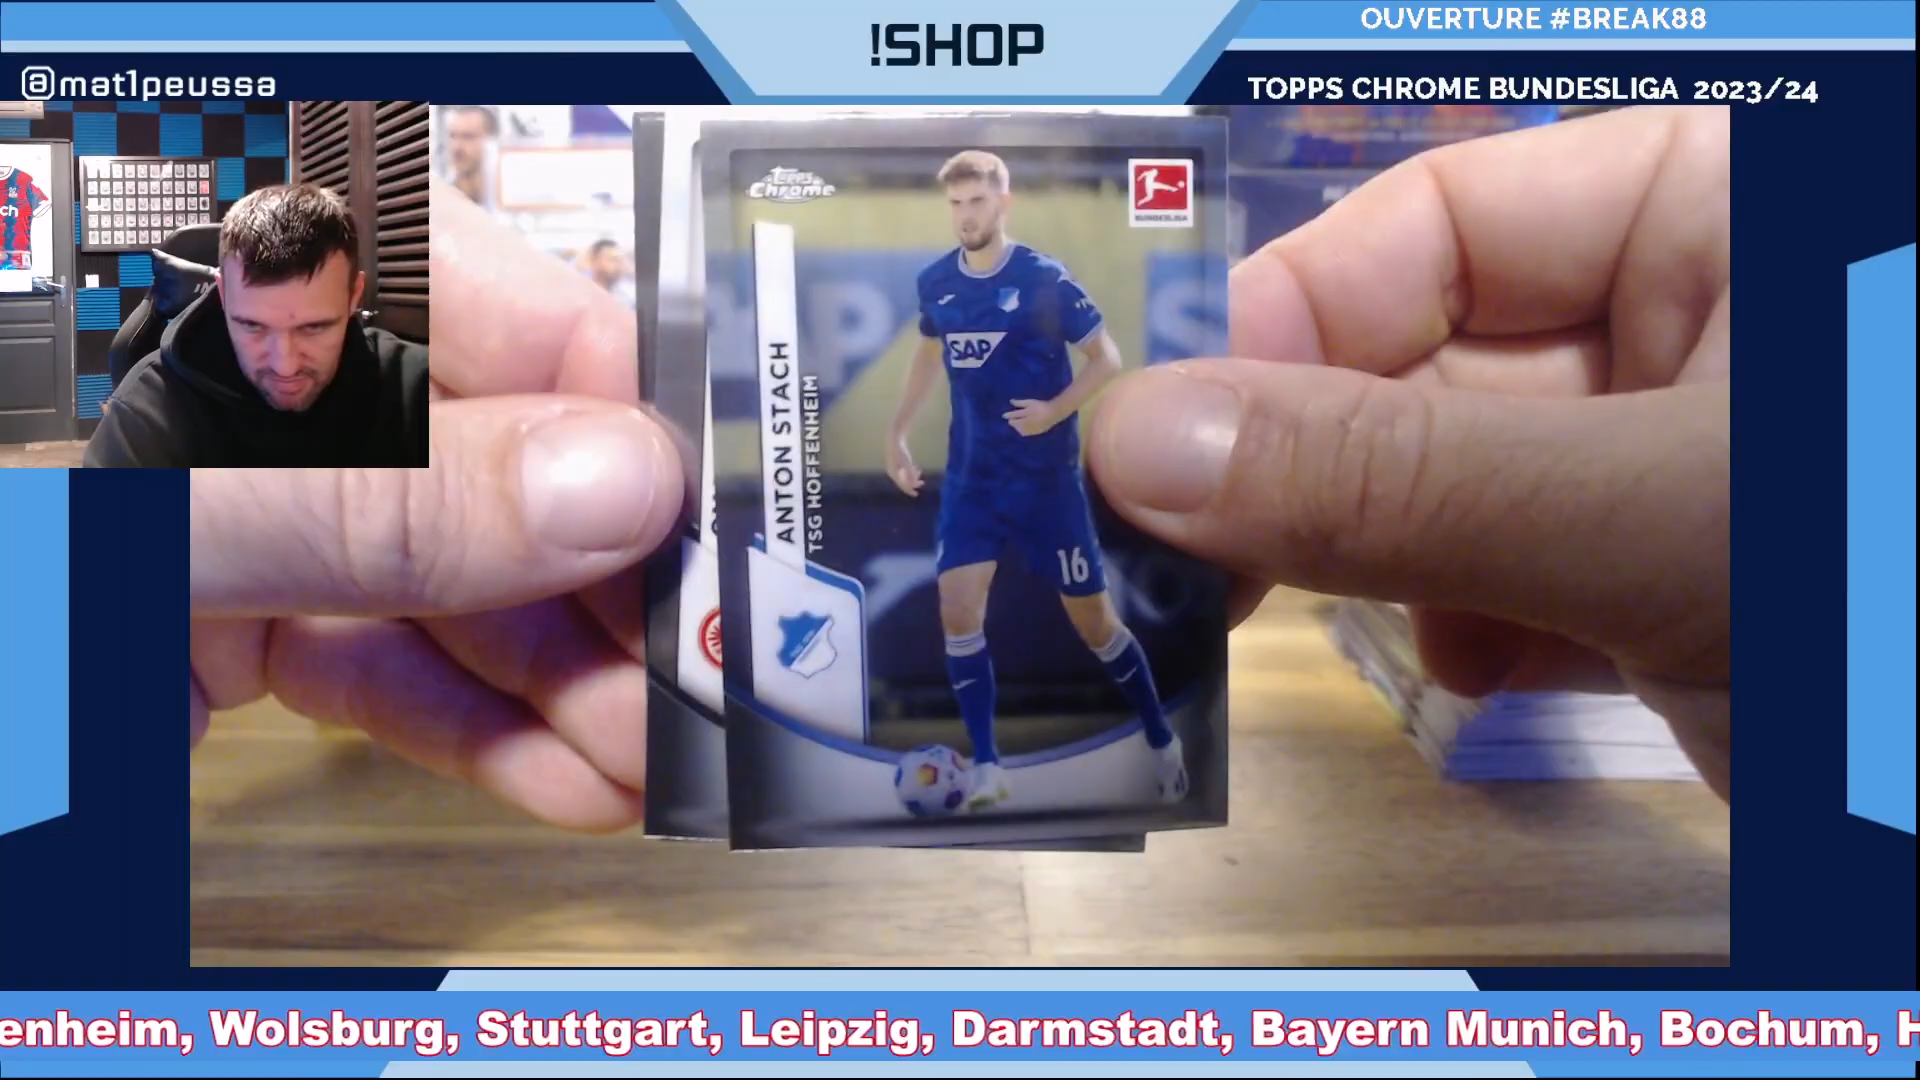 !SHOP
OUVERTURE #BREAK88
@mat1peussa
TOPPS CHROME BUNDESLIGA 2023/24
Topps
Chrome
BUNDESLIGA
SAP
ANTON STACH
TSG HOFFENHEIM
16
enheim, Wolsburg, Stuttgart, Leipzig, Darmstadt, Bayern Munich, Bochum, H